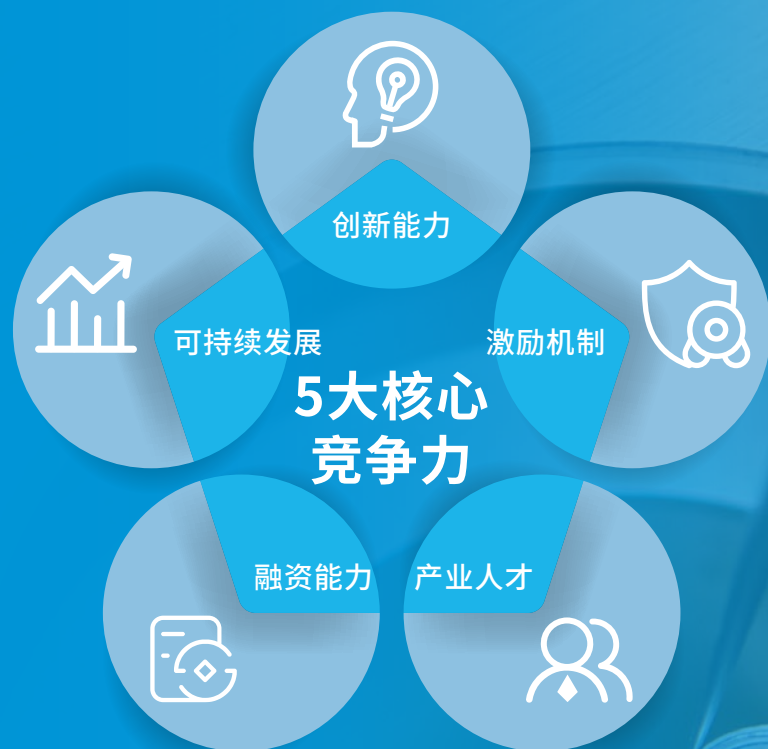 创新能力
可持续发展
激励机制
5大核心
竞争力
融资能力
产业人才